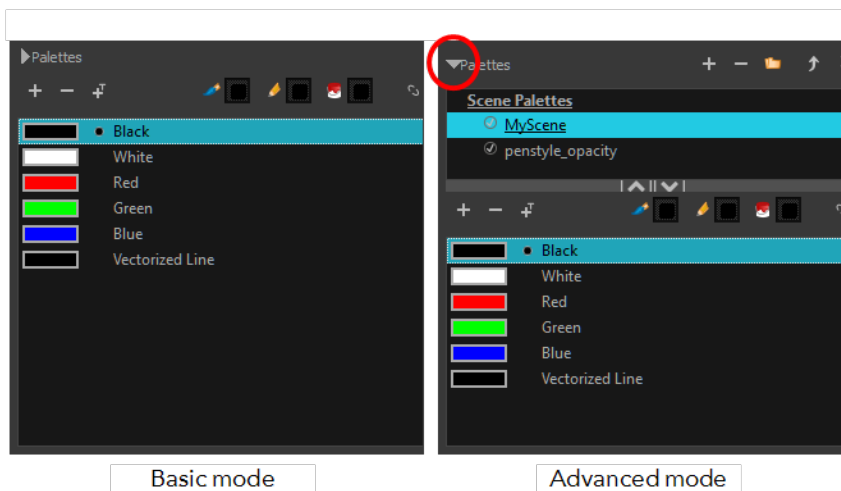 Palettes
Black
White
Red
Green
Blue
Vectorized Line
Basic mode
Palettes
Scene Palettes
MyScene
penstyle_opacity
Black
White
Red
Green
Blue
Vectorized Line
Advanced mode